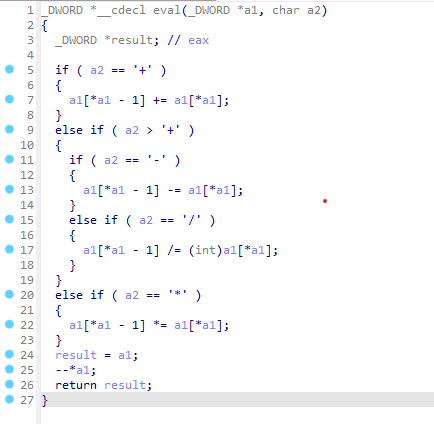 1 _DWORD *__cdecl eval(_DWORD *a1, char a2)
2 {
3   _DWORD *result; // eax
4
5   if ( a2 == '+' )
6   {
7     a1[*a1 - 1] += a1[*a1];
8   }
9   else if ( a2 > '+' )
10   {
11     if ( a2 == '-' )
12     {
13       a1[*a1 - 1] -= a1[*a1];
14     }
15     else if ( a2 == '/' )
16     {
17       a1[*a1 - 1] /= (int)a1[*a1];
18     }
19   }
20   else if ( a2 == '*' )
21   {
22     a1[*a1 - 1] *= a1[*a1];
23   }
24   result = a1;
25   --*a1;
26   return result;
27 }